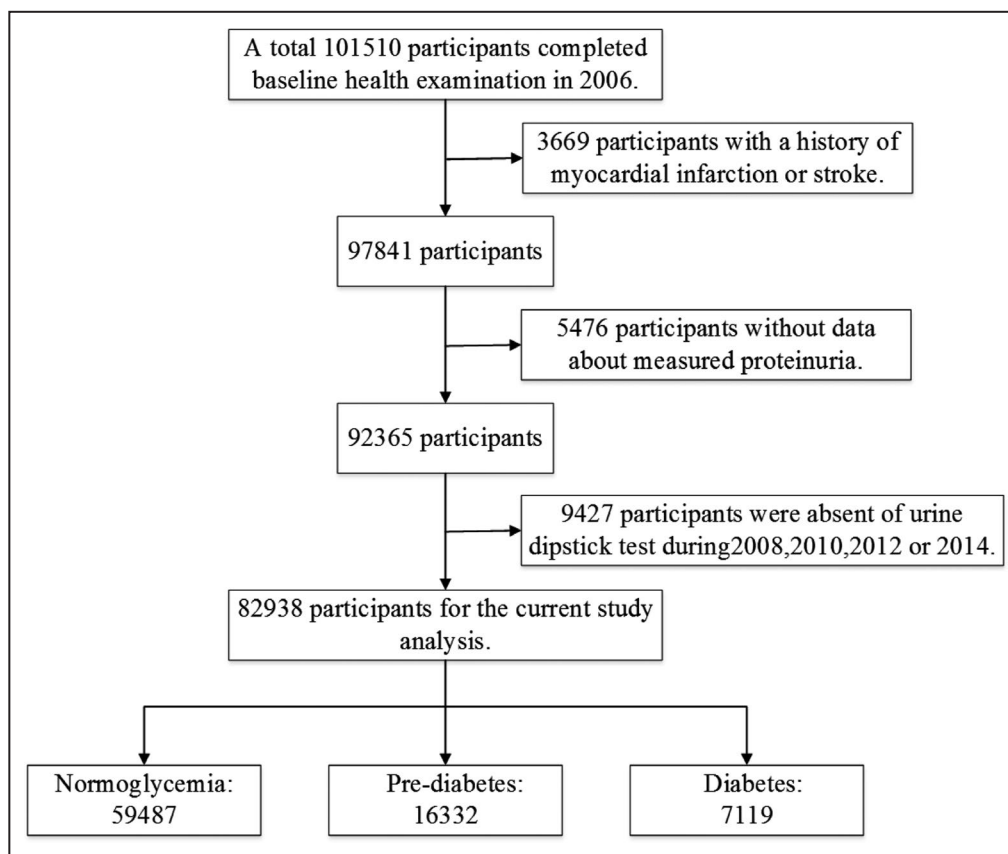 A total 101510 participants completed
baseline health examination in 2006.
3669 participants with a history of
myocardial infarction or stroke.
97841 participants
5476 participants without data
about measured proteinuria.
92365 participants
9427 participants were absent of urine
dipstick test during2008,2010,2012 or 2014.
82938 participants for the current study
analysis.
Normoglycemia:
59487
Pre-diabetes:
16332
Diabetes:
7119